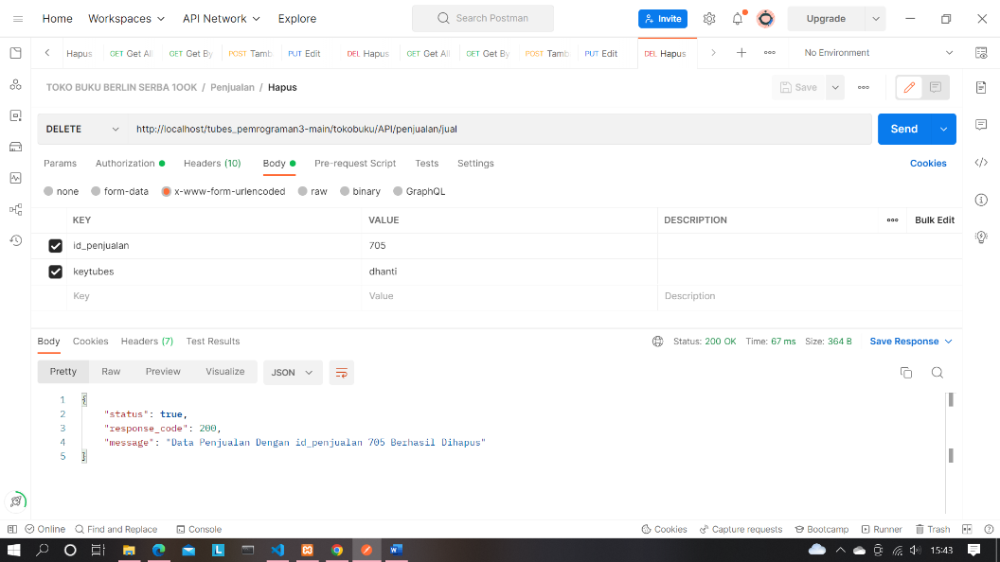 Home Workspaces API Network Explore Search Postman Invite Upgrade
Hapus GET Get All GET Get By POST Tamb PUT Edit DEL Hapus GET Get All GET Get By POST Tamb PUT Edit DEL Hapus No Environment
TOKO BUKU BERLIN SERBA 1OOK / Penjualan / Hapus Save
DELETE http://localhost/tubes_pemrograman3-main/tokobuku/API/penjualan/jual Send
Params Authorization Headers (10) Body Pre-request Script Tests Settings Cookies
none form-data x-www-form-urlencoded raw binary GraphQL
KEY VALUE DESCRIPTION Bulk Edit
id_penjualan 705
keytubes dhanti
Key Value Description
Body Cookies Headers (7) Test Results Status: 200 OK Time: 67 ms Size: 364 B Save Response
Pretty Raw Preview Visualize JSON
1 {
2 "status": true,
3 "response_code": 200,
4 "message": "Data Penjualan Dengan id_penjualan 705 Berhasil Dihapus"
5 }
Online Find and Replace Console Cookies Capture requests Bootcamp Runner Trash
15:43